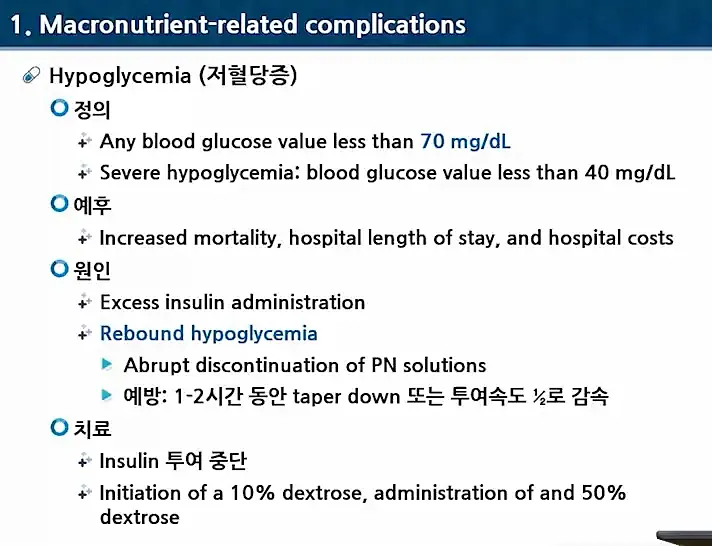 1. Macronutrient-related complications
Hypoglycemia (저혈당증)
정의
Any blood glucose value less than 70 mg/dL
Severe hypoglycemia: blood glucose value less than 40 mg/dL
예후
Increased mortality, hospital length of stay, and hospital costs
원인
Excess insulin administration
Rebound hypoglycemia
Abrupt discontinuation of PN solutions
예방: 1-2시간 동안 taper down 또는 투여속도 ½로 감속
치료
Insulin 투여 중단
Initiation of a 10% dextrose, administration of and 50%
dextrose